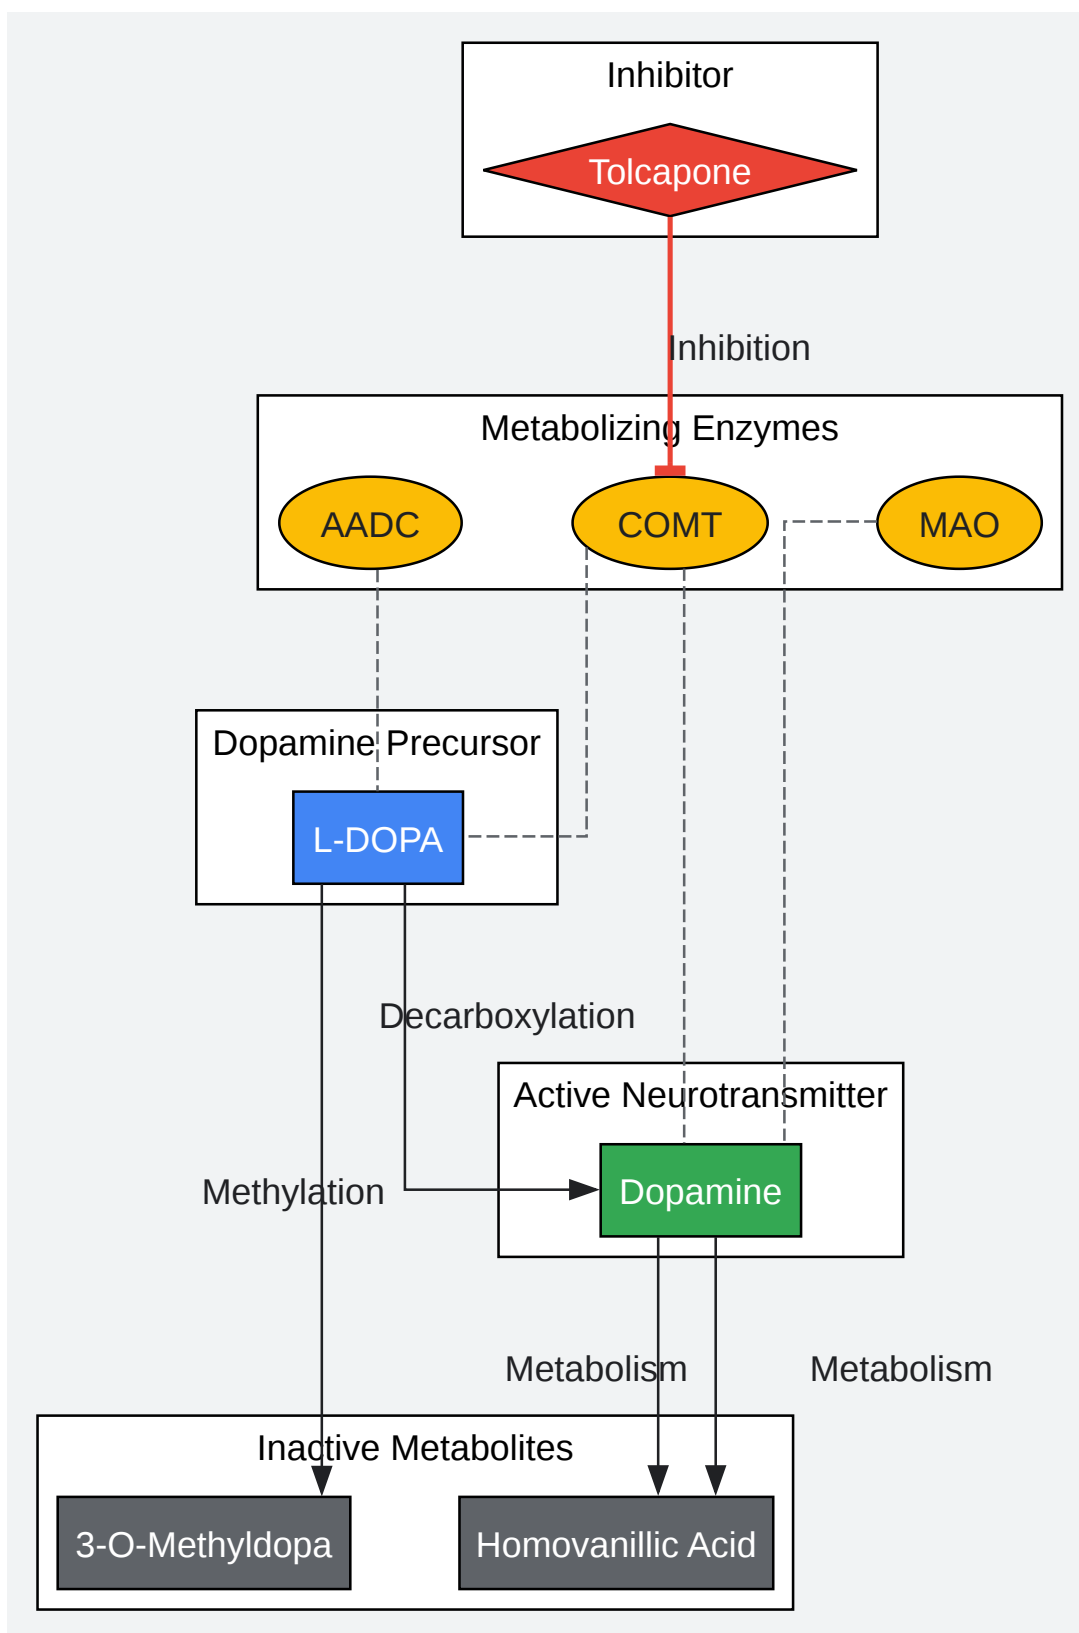 Inhibitor
Tolcapone
Inhibition
Metabolizing Enzymes
AADC
COMT
MAO
Dopamine Precursor
L-DOPA
Decarboxylation
Active Neurotransmitter
Methylation
Dopamine
Metabolism
Metabolism
Inactive Metabolites
3-O-Methyldopa
Homovanillic Acid